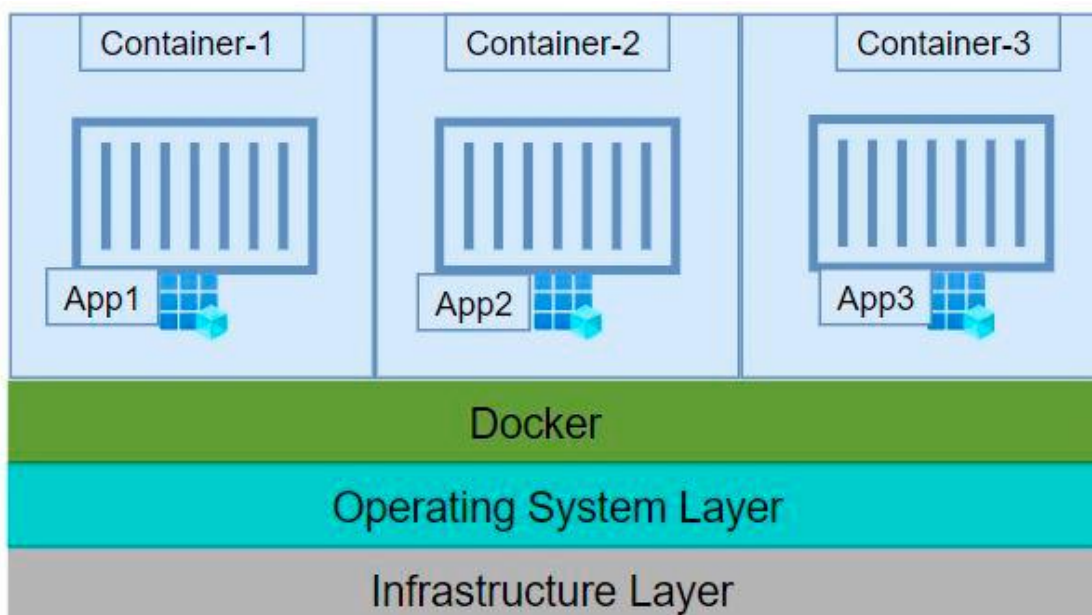 Container-1
Container-2
Container-3
App1
App2
App3
Docker
Operating System Layer
Infrastructure Layer